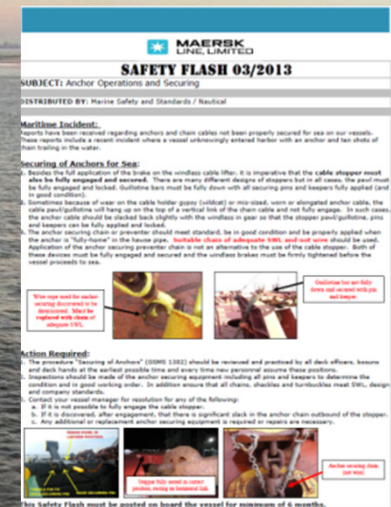 MAERSK
LINE, LIMITED
SAFETY FLASH 03/2013
SUBJECT: Anchor Operations and Securing
DISTRIBUTED BY: Marine Safety and Standards / Nautical
Maritime Incident:
Reports have been received regarding anchors and chain cables not been properly secured for sea on our vessels.
These reports include a recent incident where a vessel unknowingly entered harbor with an anchor and ten shots of
chain trailing in the water.
Securing of Anchors for Sea:
1. Besides the full application of the brake on the windlass cable lifter, it is imperative that the cable stopper must
also be fully engaged and secured. There are many different designs of stoppers but in all cases, the pawl must
be fully engaged and locked. Guillotine bars must be fully down with all securing pins and keepers fully applied (and
in good condition).
2. Sometimes because of wear on the cable holder gypsy (wildcat) or mis-sized, worn or elongated anchor cable, the
cable pawl/guillotine will hang up on the top of a vertical link of the chain cable and not fully engage. In such cases,
the anchor cable should be slacked back slightly with the windlass in gear so that the stopper pawl/guillotine, pins
and keepers can be fully applied and locked.
3. The anchor securing chain or preventer should meet standard, be in good condition and be properly applied when
the anchor is "fully-home" in the hause pipe. Suitable chain of adequate SWL and not wire should be used.
Application of the anchor securing preventer chain is not an alternative to the use of the cable stopper. Both of
these devices must be fully engaged and secured and the windlass brakes must be firmly tightened before the
vessel proceeds to sea.
Wire rope used for anchor
securing discovered to be
deteriorated. Must be
replaced with chain of
adequate SWL.
Guillotine bar not fully
down and secured with pin
and keeper.
Action Required:
1. The procedure "Securing of Anchors" (GSMS 1382) should be reviewed and practiced by all deck officers, bosuns
and deck hands at the earliest possible time and every time new personnel assume these positions.
2. Inspections should be made of the anchor securing equipment including all pins and keepers to determine the
condition and in good working order. In addition ensure that all chains, shackles and turnbuckles meet SWL, design
and company standards.
3. Contact your vessel manager for resolution for any of the following:
a. If it is not possible to fully engage the cable stopper.
b. If it is discovered, after engagement, that there is significant slack in the anchor chain outboard of the stopper.
c. Any additional or replacement anchor securing equipment is required or repairs are necessary.
Stopper fully seated in correct
position, resting on horizontal link.
Anchor securing chain
(not wire)
This Safety Flash must be posted on board the vessel for minimum of 6 months.